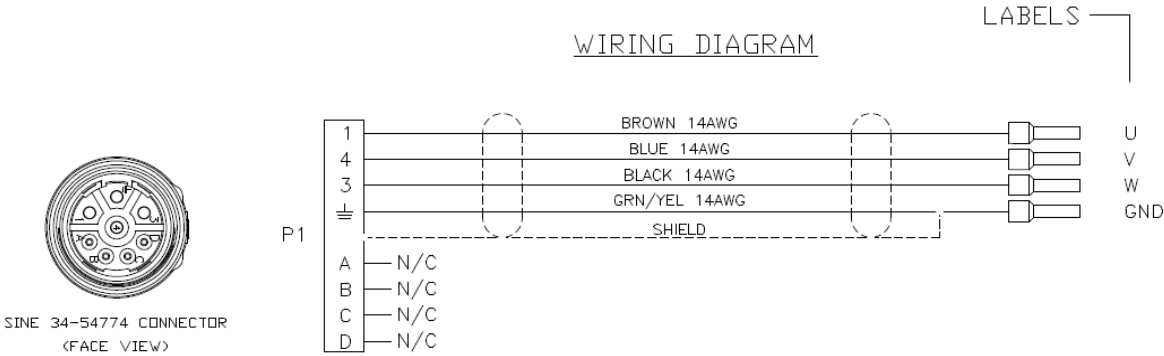 LABELS
WIRING DIAGRAM
1 BROWN 14AWG U
4 BLUE 14AWG V
3 BLACK 14AWG W
GRN/YEL 14AWG GND
SHIELD
P1
A N/C
B N/C
C N/C
D N/C
SINE 34-54774 CONNECTOR
(FACE VIEW)